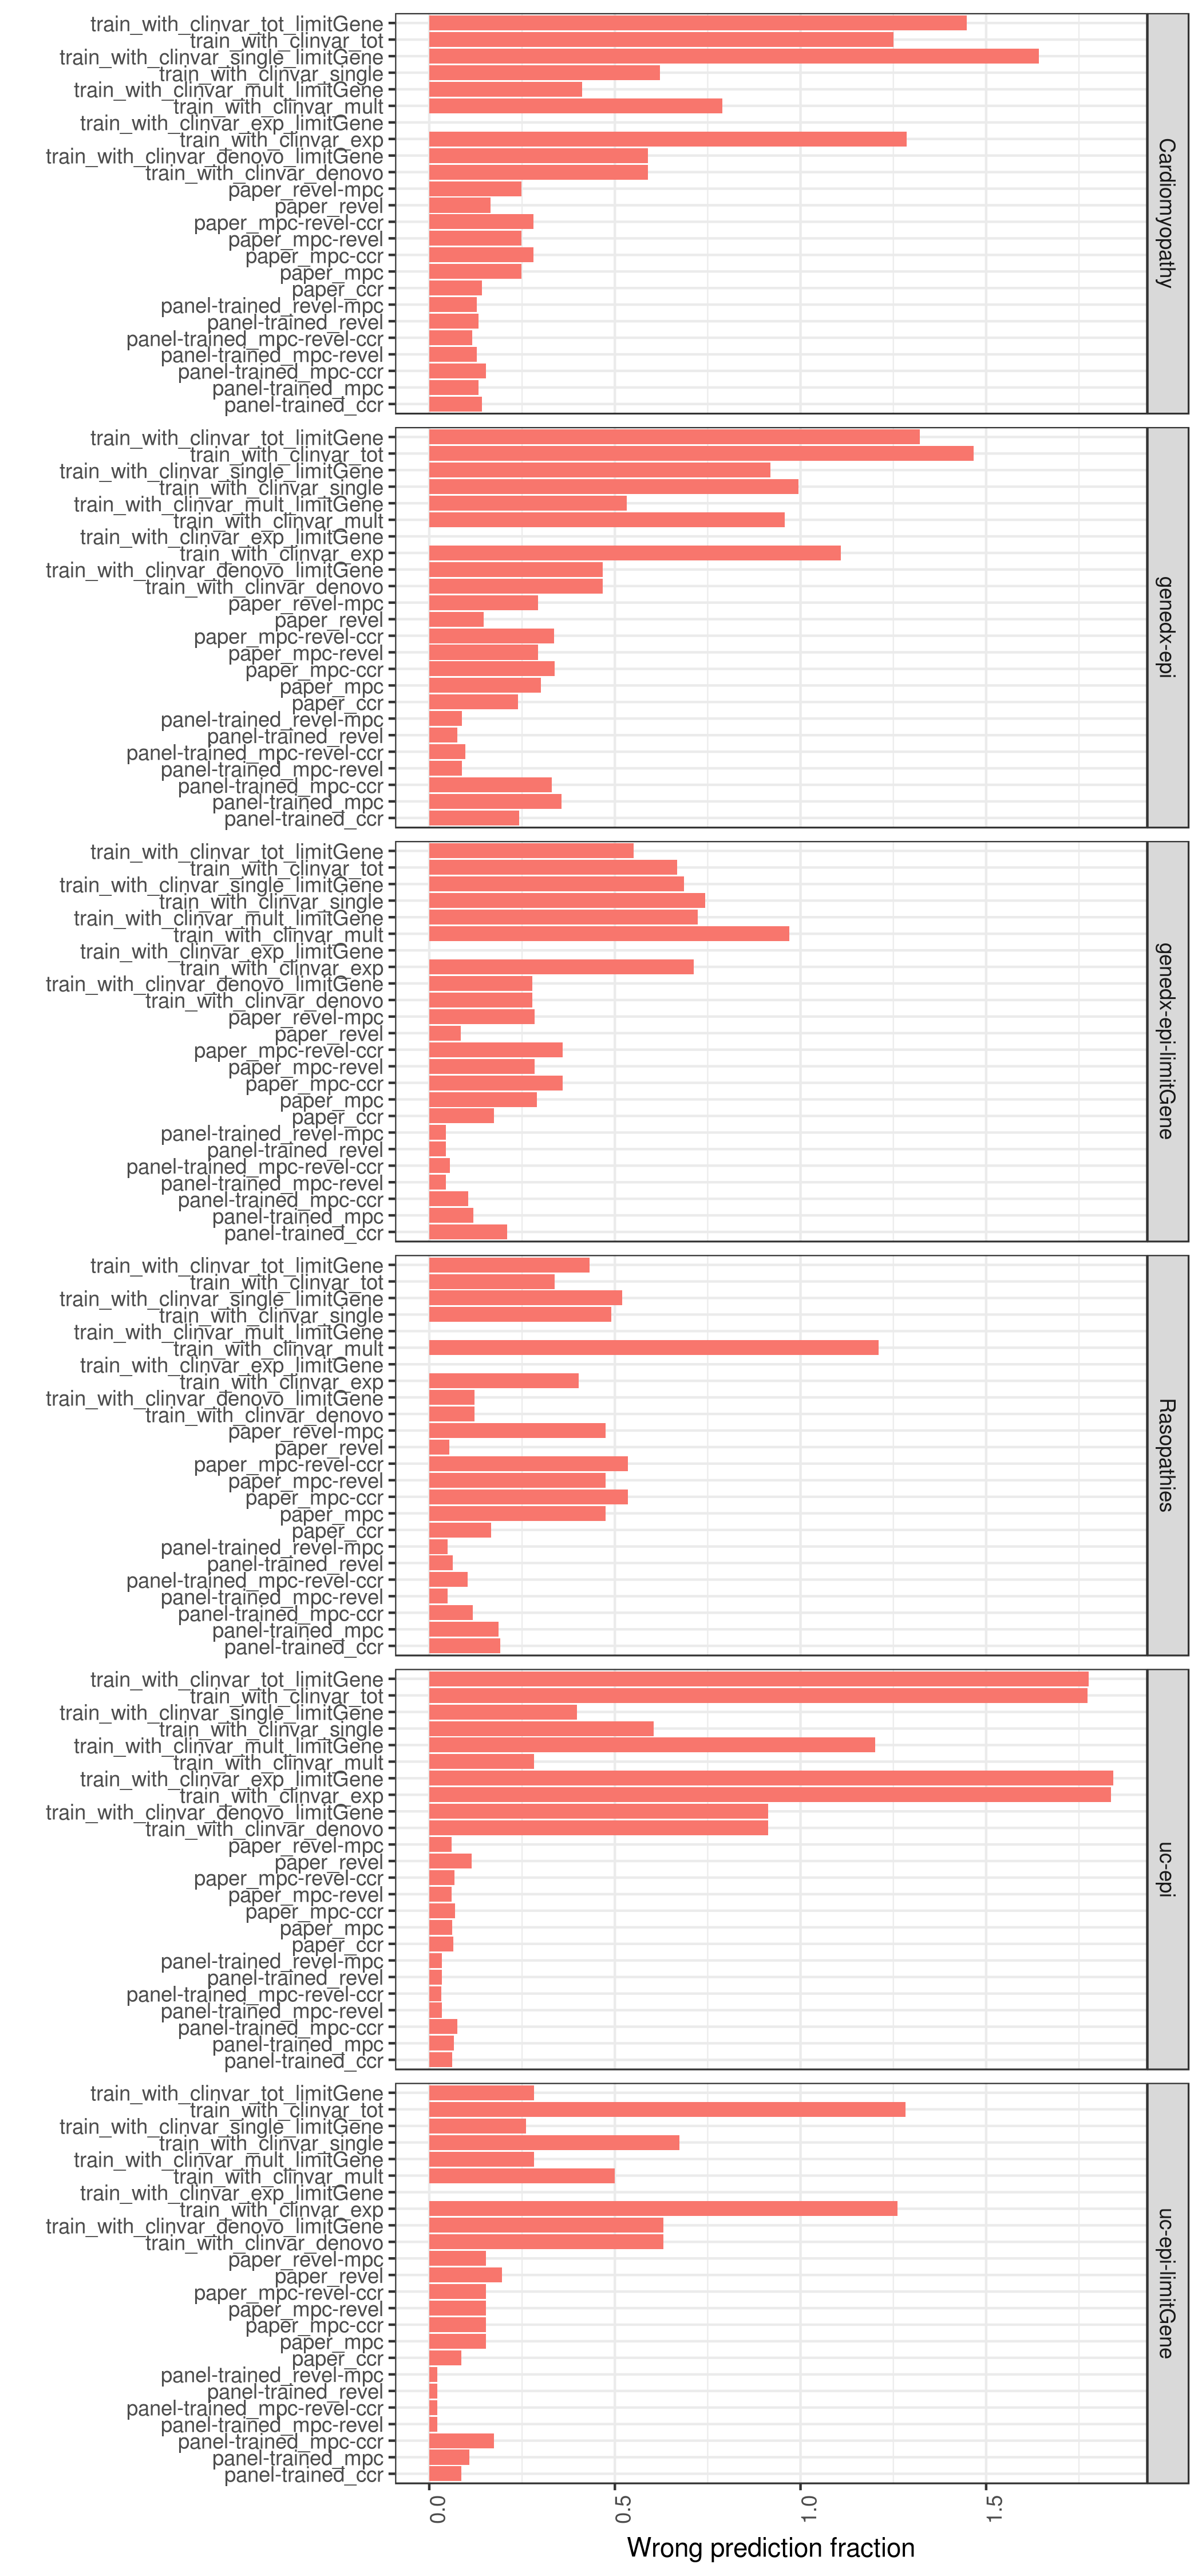 train_with_clinvar_tot_limitGene
train_with_clinvar_tot
train_with_clinvar_single_limitGene
train_with_clinvar_single
train_with_clinvar_mult_limitGene
train_with_clinvar_mult
train_with_clinvar_exp_limitGene
train_with_clinvar_exp
train_with_clinvar_denovo_limitGene
train_with_clinvar_denovo
paper_revel-mpc
paper_revel
paper_mpc-revel-ccr
paper_mpc-revel
paper_mpc-ccr
paper_mpc
paper_ccr
panel-trained_revel-mpc
panel-trained_revel
panel-trained_mpc-revel-ccr
panel-trained_mpc-revel
panel-trained_mpc-ccr
panel-trained_mpc
panel-trained_ccr
Cardiomyopathy
train_with_clinvar_tot_limitGene
train_with_clinvar_tot
train_with_clinvar_single_limitGene
train_with_clinvar_single
train_with_clinvar_mult_limitGene
train_with_clinvar_mult
train_with_clinvar_exp_limitGene
train_with_clinvar_exp
train_with_clinvar_denovo_limitGene
train_with_clinvar_denovo
paper_revel-mpc
paper_revel
paper_mpc-revel-ccr
paper_mpc-revel
paper_mpc-ccr
paper_mpc
paper_ccr
panel-trained_revel-mpc
panel-trained_revel
panel-trained_mpc-revel-ccr
panel-trained_mpc-revel
panel-trained_mpc-ccr
panel-trained_mpc
panel-trained_ccr
genedx-epi
train_with_clinvar_tot_limitGene
train_with_clinvar_tot
train_with_clinvar_single_limitGene
train_with_clinvar_single
train_with_clinvar_mult_limitGene
train_with_clinvar_mult
train_with_clinvar_exp_limitGene
train_with_clinvar_exp
train_with_clinvar_denovo_limitGene
train_with_clinvar_denovo
paper_revel-mpc
paper_revel
paper_mpc-revel-ccr
paper_mpc-revel
paper_mpc-ccr
paper_mpc
paper_ccr
panel-trained_revel-mpc
panel-trained_revel
panel-trained_mpc-revel-ccr
panel-trained_mpc-revel
panel-trained_mpc-ccr
panel-trained_mpc
panel-trained_ccr
genedx-epi-limitGene
train_with_clinvar_tot_limitGene
train_with_clinvar_tot
train_with_clinvar_single_limitGene
train_with_clinvar_single
train_with_clinvar_mult_limitGene
train_with_clinvar_mult
train_with_clinvar_exp_limitGene
train_with_clinvar_exp
train_with_clinvar_denovo_limitGene
train_with_clinvar_denovo
paper_revel-mpc
paper_revel
paper_mpc-revel-ccr
paper_mpc-revel
paper_mpc-ccr
paper_mpc
paper_ccr
panel-trained_revel-mpc
panel-trained_revel
panel-trained_mpc-revel-ccr
panel-trained_mpc-revel
panel-trained_mpc-ccr
panel-trained_mpc
panel-trained_ccr
Rasopathies
train_with_clinvar_tot_limitGene
train_with_clinvar_tot
train_with_clinvar_single_limitGene
train_with_clinvar_single
train_with_clinvar_mult_limitGene
train_with_clinvar_mult
train_with_clinvar_exp_limitGene
train_with_clinvar_exp
train_with_clinvar_denovo_limitGene
train_with_clinvar_denovo
paper_revel-mpc
paper_revel
paper_mpc-revel-ccr
paper_mpc-revel
paper_mpc-ccr
paper_mpc
paper_ccr
panel-trained_revel-mpc
panel-trained_revel
panel-trained_mpc-revel-ccr
panel-trained_mpc-revel
panel-trained_mpc-ccr
panel-trained_mpc
panel-trained_ccr
uc-epi
train_with_clinvar_tot_limitGene
train_with_clinvar_tot
train_with_clinvar_single_limitGene
train_with_clinvar_single
train_with_clinvar_mult_limitGene
train_with_clinvar_mult
train_with_clinvar_exp_limitGene
train_with_clinvar_exp
train_with_clinvar_denovo_limitGene
train_with_clinvar_denovo
paper_revel-mpc
paper_revel
paper_mpc-revel-ccr
paper_mpc-revel
paper_mpc-ccr
paper_mpc
paper_ccr
panel-trained_revel-mpc
panel-trained_revel
panel-trained_mpc-revel-ccr
panel-trained_mpc-revel
panel-trained_mpc-ccr
panel-trained_mpc
panel-trained_ccr
uc-epi-limitGene
0.0
0.5
1.0
1.5
Wrong prediction fraction